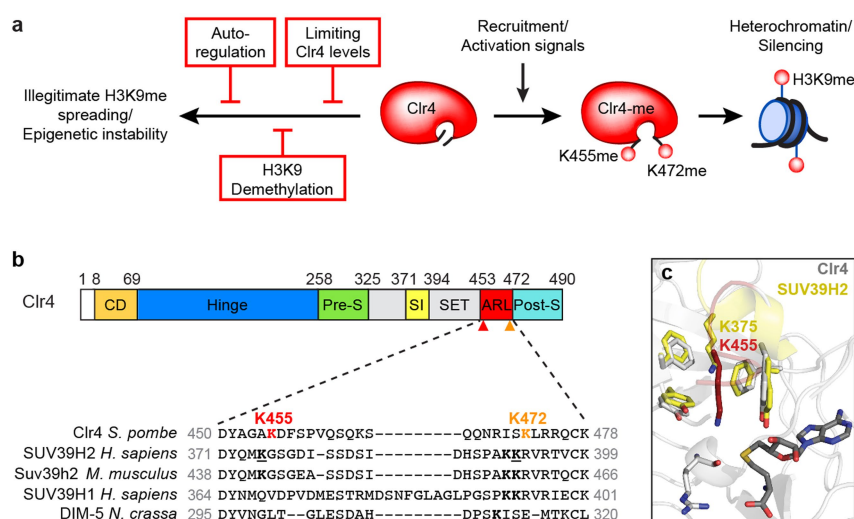 a
Auto-
regulation
Limiting
Clr4 levels
Recruitment/
Activation signals
Heterochromatin/
Silencing
H3K9me
Illegitimate H3K9me
spreading/
Epigenetic instability
Clr4
Clr4-me
K455me
K472me
H3K9
Demethylation
b
1 8 69 258 325 371 394 453 472 490
Clr4 CD Hinge Pre-S SI SET ARL Post-S
K455 K472
Clr4 S. pombe 450 DYAGAKDFSPVQSQKS-----------QQNRISKLRRQCK 478
SUV39H2 H. sapiens 371 DYQMKGSGDI-SSDSI-----------DHSPAKKRVRTVCK 399
Suv39h2 M. musculus 438 DYQMKGSGEA-SSDSI-----------DHSPAKKRVRTQCK 466
SUV39H1 H. sapiens 364 DYNMQVDPVDMESTRMDSNFGLAGLPGSPKKRVRIECK 401
DIM-5 N. crassa 295 DYVNGLT--GLESDAH-----------DPSKISE-MTKCL 320
c
Clr4
SUV39H2
K375
K455